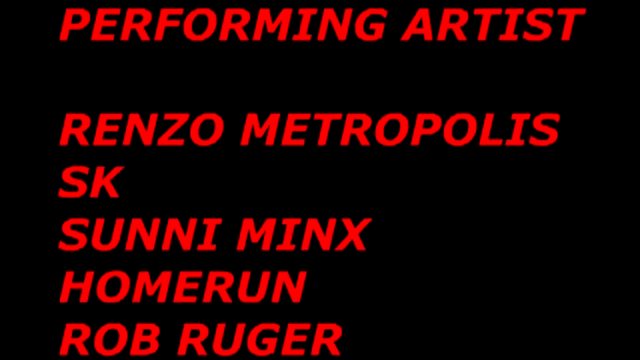 PERFORMING ARTIST
RENZO METROPOLIS
SK
SUNNI MINX
HOMERUN
ROB RUGER